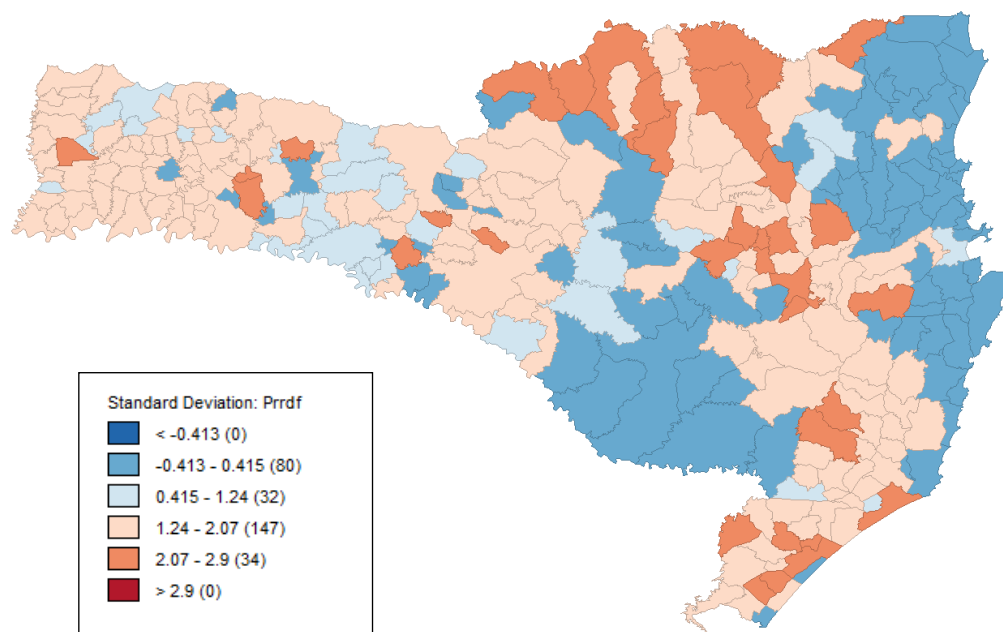 Standard Deviation: Prrdf
< -0.413 (0)
-0.413 - 0.415 (80)
0.415 - 1.24 (32)
1.24 - 2.07 (147)
2.07 - 2.9 (34)
> 2.9 (0)